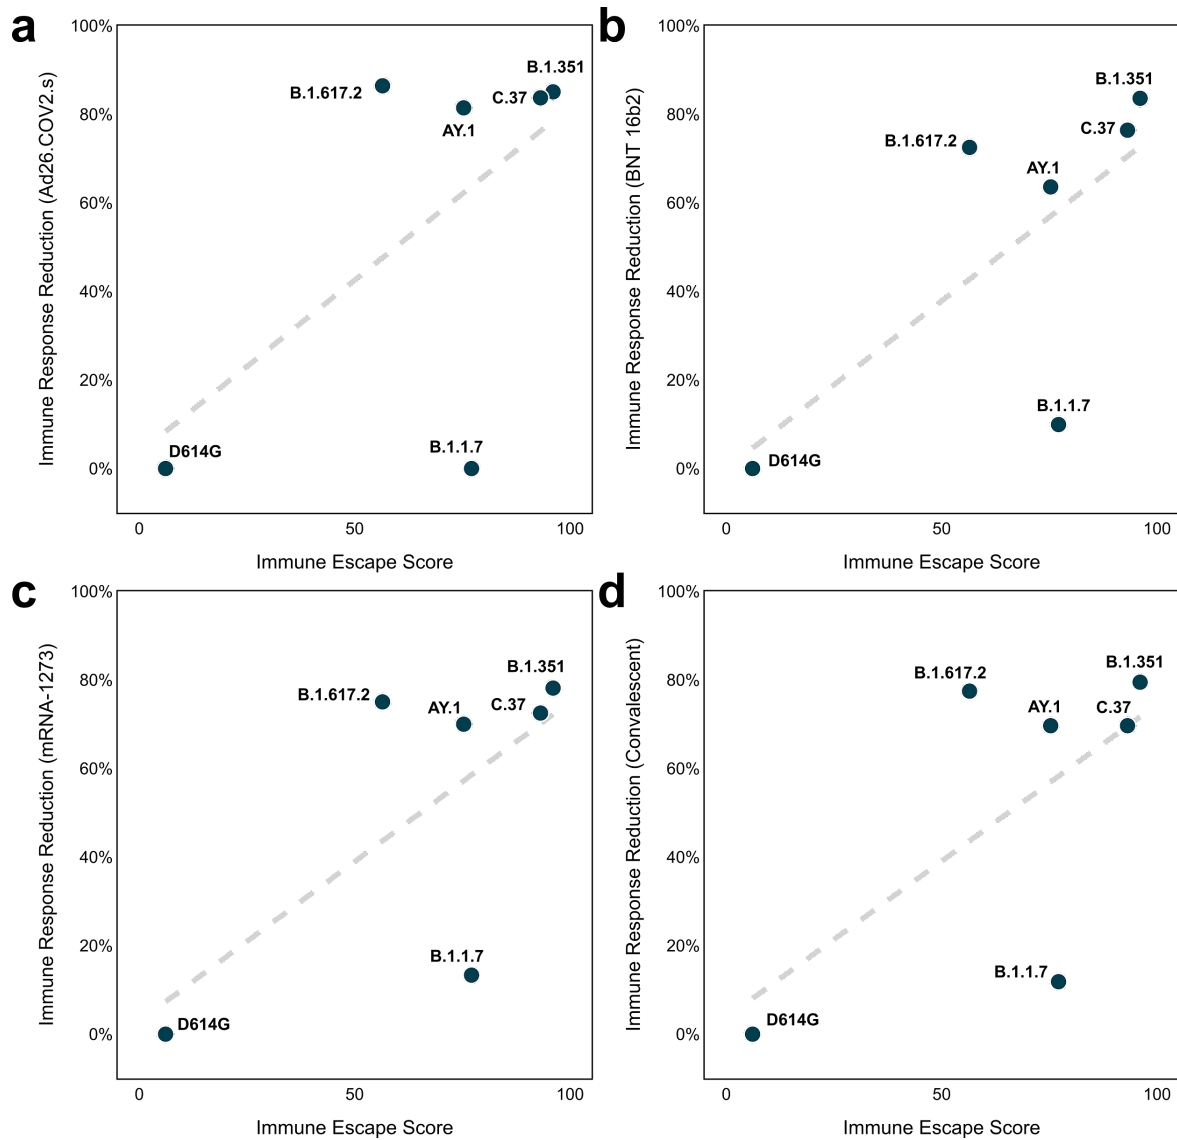 a
100%
80%
60%
40%
20%
0%
Immune Response Reduction (Ad26.COV2.s)
B.1.351
B.1.617.2
C.37
AY.1
D614G
B.1.1.7
0 50 100
Immune Escape Score
b
100%
80%
60%
40%
20%
0%
Immune Response Reduction (BNT 16b2)
B.1.351
C.37
B.1.617.2
AY.1
B.1.1.7
D614G
0 50 100
Immune Escape Score
c
100%
80%
60%
40%
20%
0%
Immune Response Reduction (mRNA-1273)
B.1.351
B.1.617.2
AY.1
C.37
B.1.1.7
D614G
0 50 100
Immune Escape Score
d
100%
80%
60%
40%
20%
0%
Immune Response Reduction (Convalescent)
B.1.351
B.1.617.2
AY.1
C.37
B.1.1.7
D614G
0 50 100
Immune Escape Score